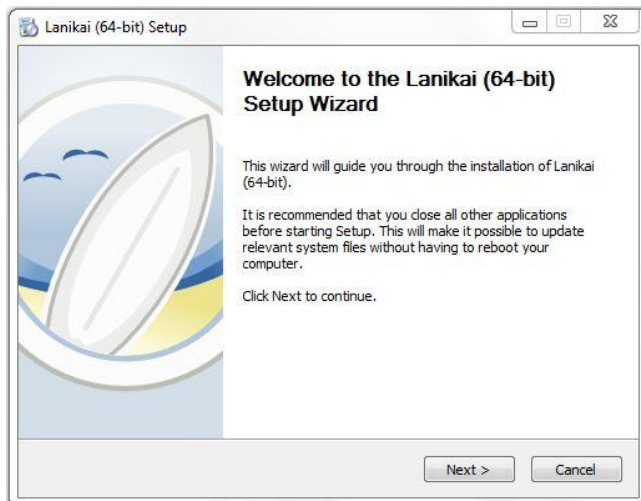 Lanikai (64-bit) Setup
Welcome to the Lanikai (64-bit)
Setup Wizard
This wizard will guide you through the installation of Lanikai
(64-bit).
It is recommended that you close all other applications
before starting Setup. This will make it possible to update
relevant system files without having to reboot your
computer.
Click Next to continue.
Next >
Cancel